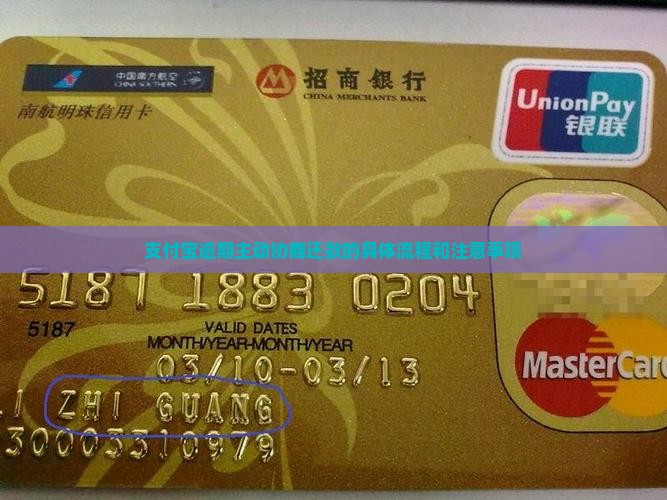 中国南方航空
CHINA SOUTHERN
南航明珠信用卡
招商银行
CHINA MERCHANTS BANK
UnionPay
银联
支付宝逾期主动协商还款的具体流程和注意事项
5187 1883 0204
5187
VALID DATES
MONTH/YEAR-MONTH/YEAR
03/10-03/13
MasterCard
ZHI GUANG
300003310979